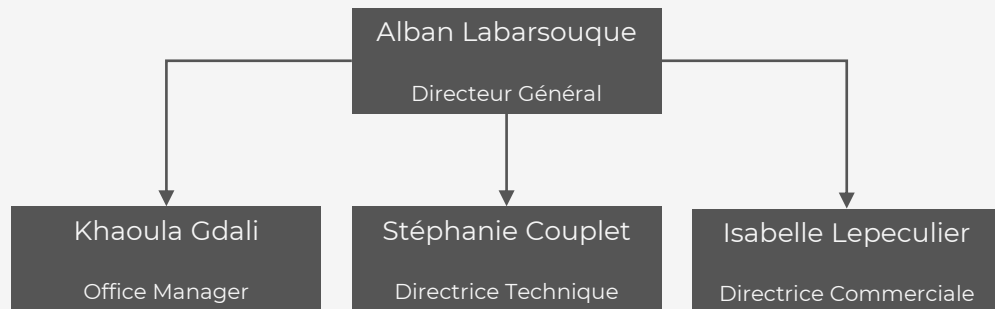 Alban Labarsouque
Directeur Général
Khaoula Gdali
Office Manager
Stéphanie Couplet
Directrice Technique
Isabelle Lepeculier
Directrice Commerciale